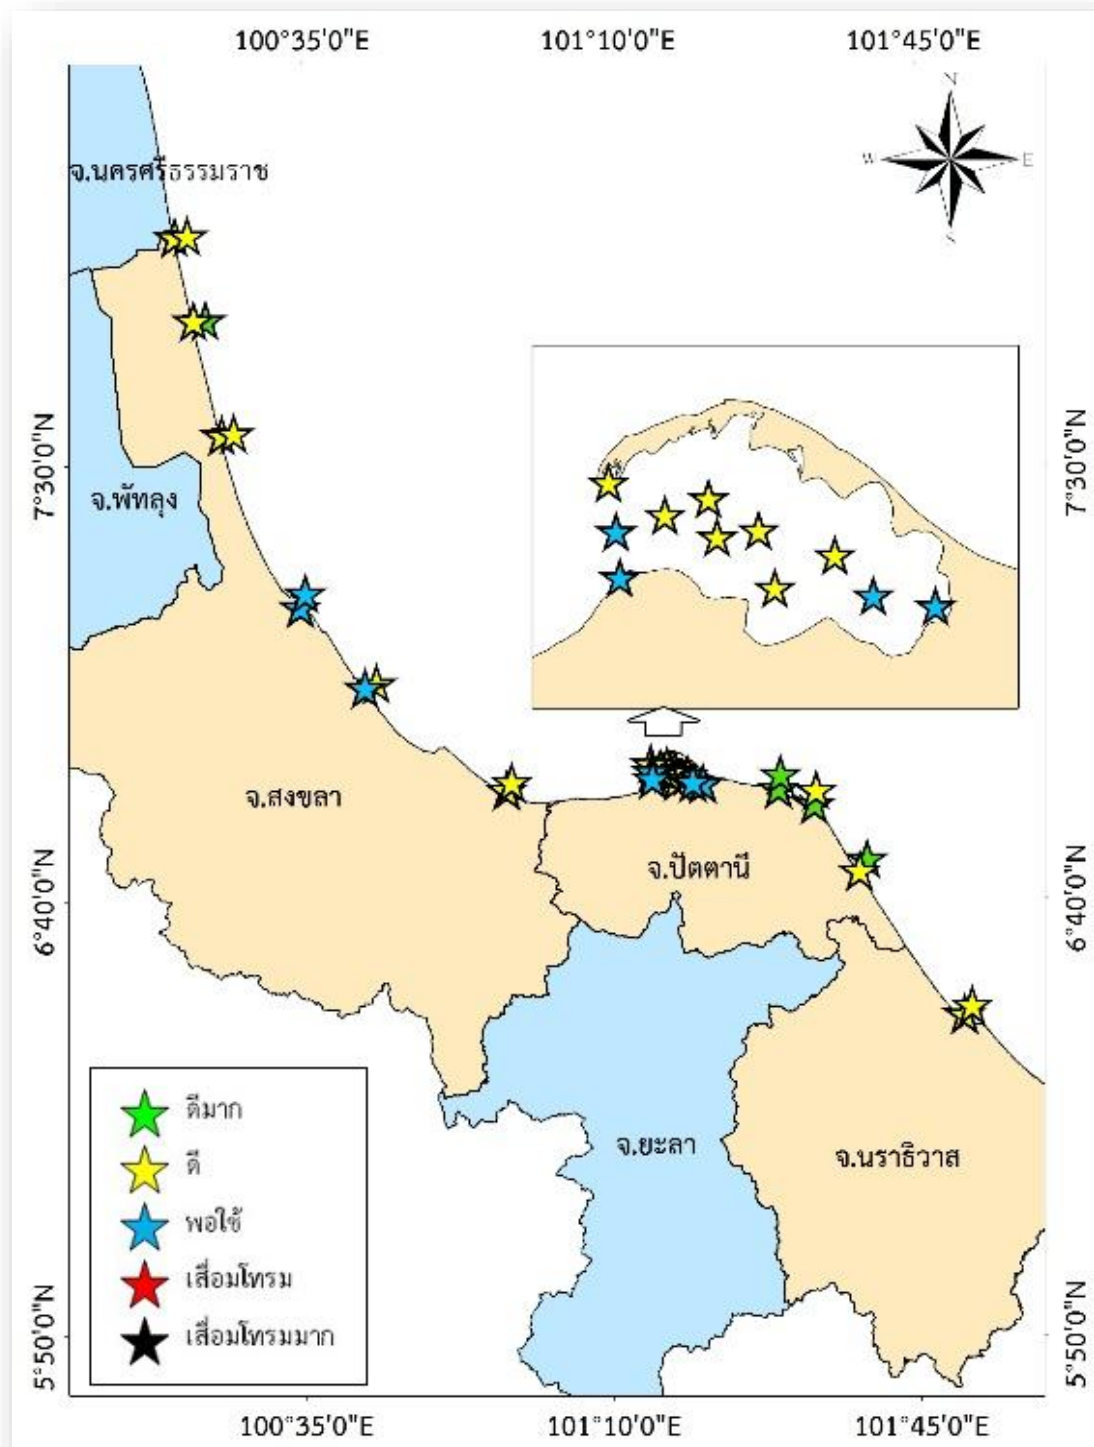 100°35'0"E 101°10'0"E 101°45'0"E
N
W E
S
จ.นครศรีธรรมราช
7°30'0"N
7°30'0"N
จ.พัทลุง
จ.สงขลา
จ.ปัตตานี
6°40'0"N
6°40'0"N
จ.ยะลา
จ.นราธิวาส
ดีมาก
ดี
พอใช้
เสื่อมโทรม
เสื่อมโทรมมาก
5°50'0"N
5°50'0"N
100°35'0"E 101°10'0"E 101°45'0"E